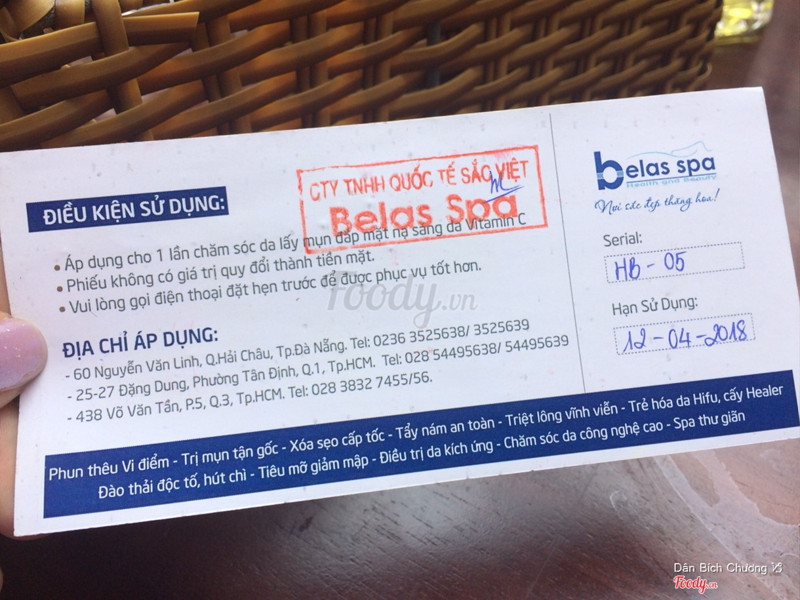 ĐIỀU KIỆN SỬ DỤNG:
CTY TNHH QUỐC TẾ SẮC VIỆT
Belas Spa
• Áp dụng cho 1 lần chăm sóc da lấy mụn đắp mặt nạ sáng da Vitamin C
• Phiếu không có giá trị quy đổi thành tiền mặt.
• Vui lòng gọi điện thoại đặt hẹn trước để được phục vụ tốt hơn.
Foody.vn
ĐỊA CHỈ ÁP DỤNG:
- 60 Nguyễn Văn Linh, Q.Hải Châu, Tp.Đà Nẵng. Tel: 0236 3525638/ 3525639
- 25-27 Đặng Dung, Phường Tân Định, Q.1, Tp.HCM. Tel: 028 54495638/ 54495639
- 438 Võ Văn Tần, P.5, Q.3, Tp.HCM. Tel: 028 3832 7455/56.
belas spa
Health and Beauty
Nơi sắc đẹp thăng hoa!
Serial:
HB - 05
Hạn Sử Dụng:
12-04-2018
Phun thêu Vi điểm - Trị mụn tận gốc - Xóa sẹo cấp tốc - Tẩy nám an toàn - Triệt lông vĩnh viễn - Trẻ hóa da Hifu, cấy Healer
Đào thải độc tố, hút chì - Tiêu mỡ giảm mập - Điều trị da kích ứng - Chăm sóc da công nghệ cao - Spa thư giãn
Dân Bích Chương
Foody.vn